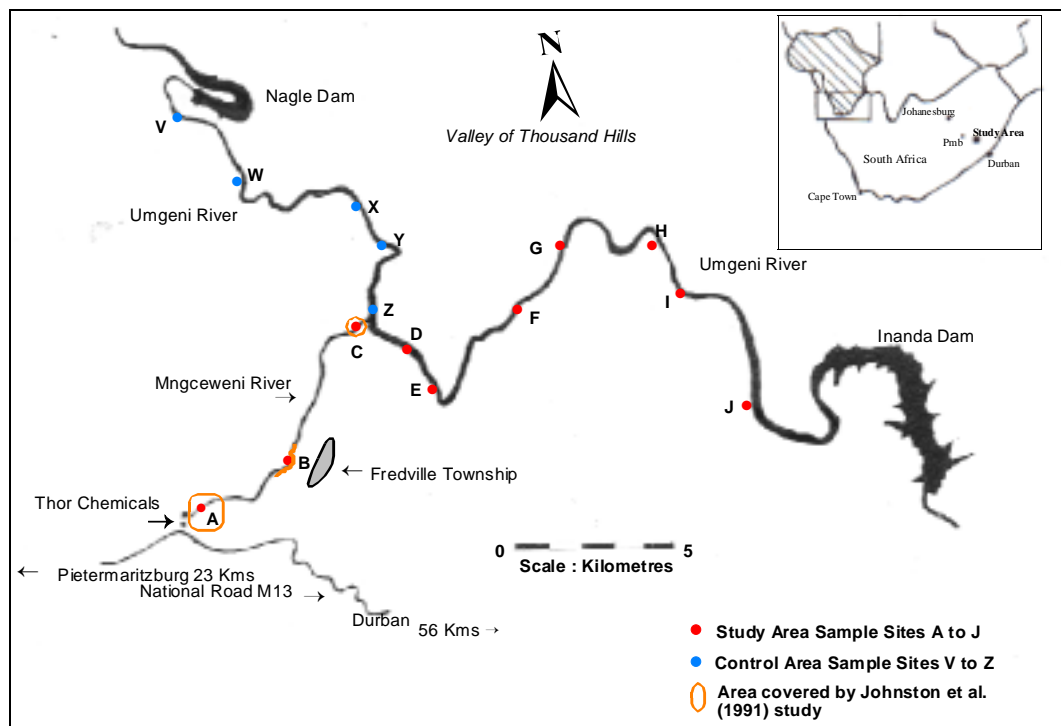 N
Nagle Dam
Valley of Thousand Hills
V
W
Umgeni River
X
Y
Z
C
D
E
F
G
H
I
Umgeni River
J
Inanda Dam
Mngceweni River →
B
← Fredville Township
Thor Chemicals →
A
0 5
Scale : Kilometres
← Pietermaritzburg 23 Kms
National Road M13 →
Durban
56 Kms →
Johanesburg
Study Area
Pmb
South Africa
Durban
Cape Town
Study Area Sample Sites A to J
Control Area Sample Sites V to Z
Area covered by Johnston et al.
(1991) study